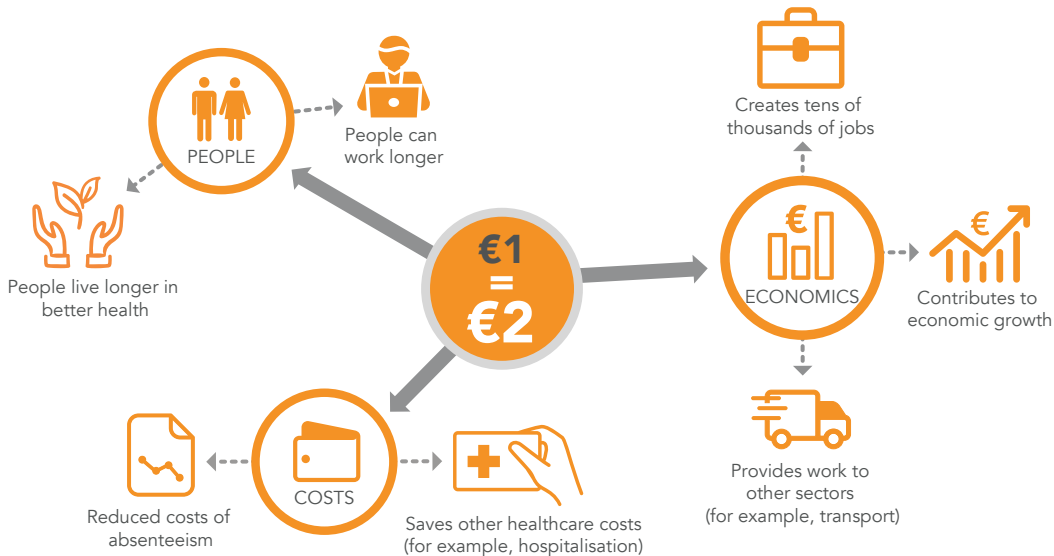 PEOPLE
People can
work longer
People live longer in
better health
€1
=
€2
€
ECONOMICS
Creates tens of
thousands of jobs
€
Contributes to
economic growth
Provides work to
other sectors
(for example, transport)
COSTS
Reduced costs of
absenteeism
Saves other healthcare costs
(for example, hospitalisation)